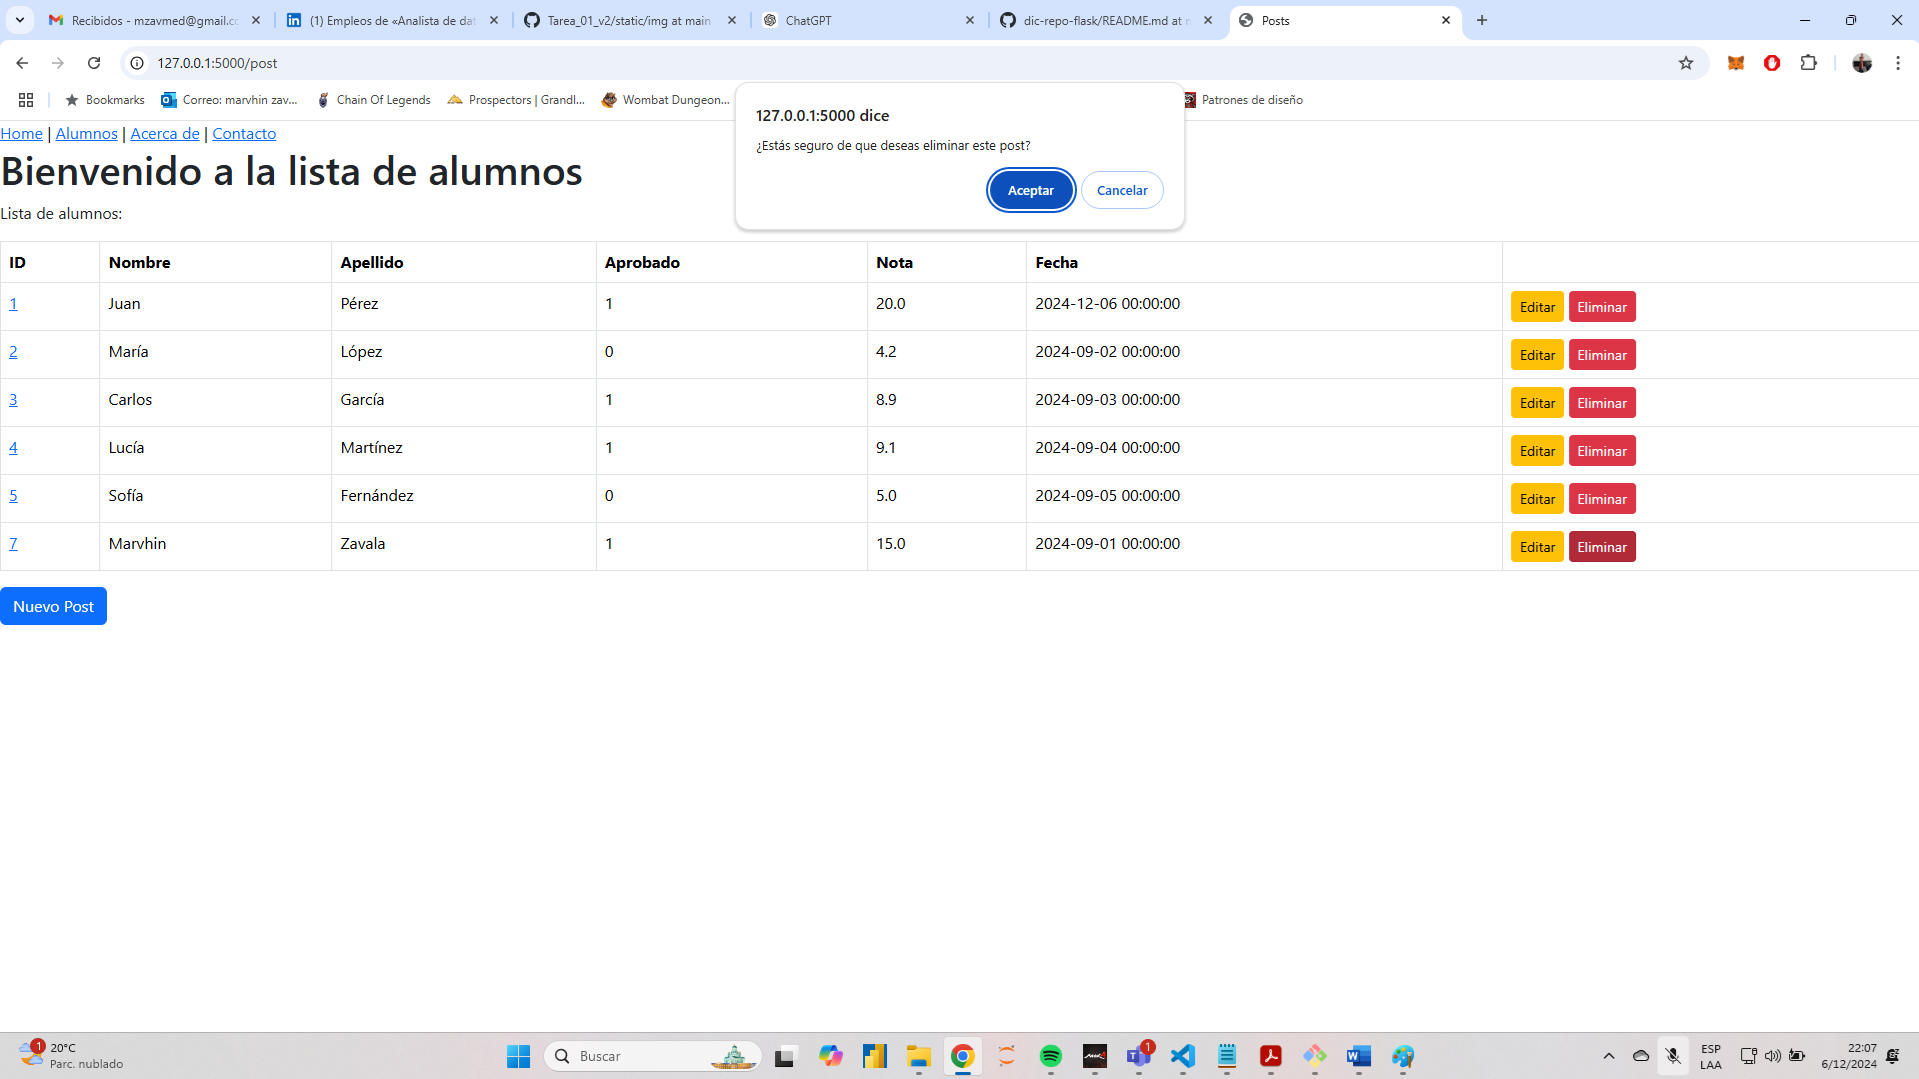 Recibidos - mzavmed@gmail.co
(1) Empleos de «Analista de dat
Tarea_01_v2/static/img at main
ChatGPT
dic-repo-flask/README.md at m
Posts
127.0.0.1:5000/post
Bookmarks
Correo: marvhin zav...
Chain Of Legends
Prospectors | Grandl...
Wombat Dungeon...
Patrones de diseño
127.0.0.1:5000 dice
¿Estás seguro de que deseas eliminar este post?
Aceptar Cancelar
Home | Alumnos | Acerca de | Contacto
Bienvenido a la lista de alumnos
Lista de alumnos:
ID Nombre Apellido Aprobado Nota Fecha
1 Juan Pérez 1 20.0 2024-12-06 00:00:00 Editar Eliminar
2 María López 0 4.2 2024-09-02 00:00:00 Editar Eliminar
3 Carlos García 1 8.9 2024-09-03 00:00:00 Editar Eliminar
4 Lucía Martínez 1 9.1 2024-09-04 00:00:00 Editar Eliminar
5 Sofía Fernández 0 5.0 2024-09-05 00:00:00 Editar Eliminar
7 Marvhin Zavala 1 15.0 2024-09-01 00:00:00 Editar Eliminar
Nuevo Post
1
20°C
Parc. nublado
Buscar
1
ESP
LAA
22:07
6/12/2024